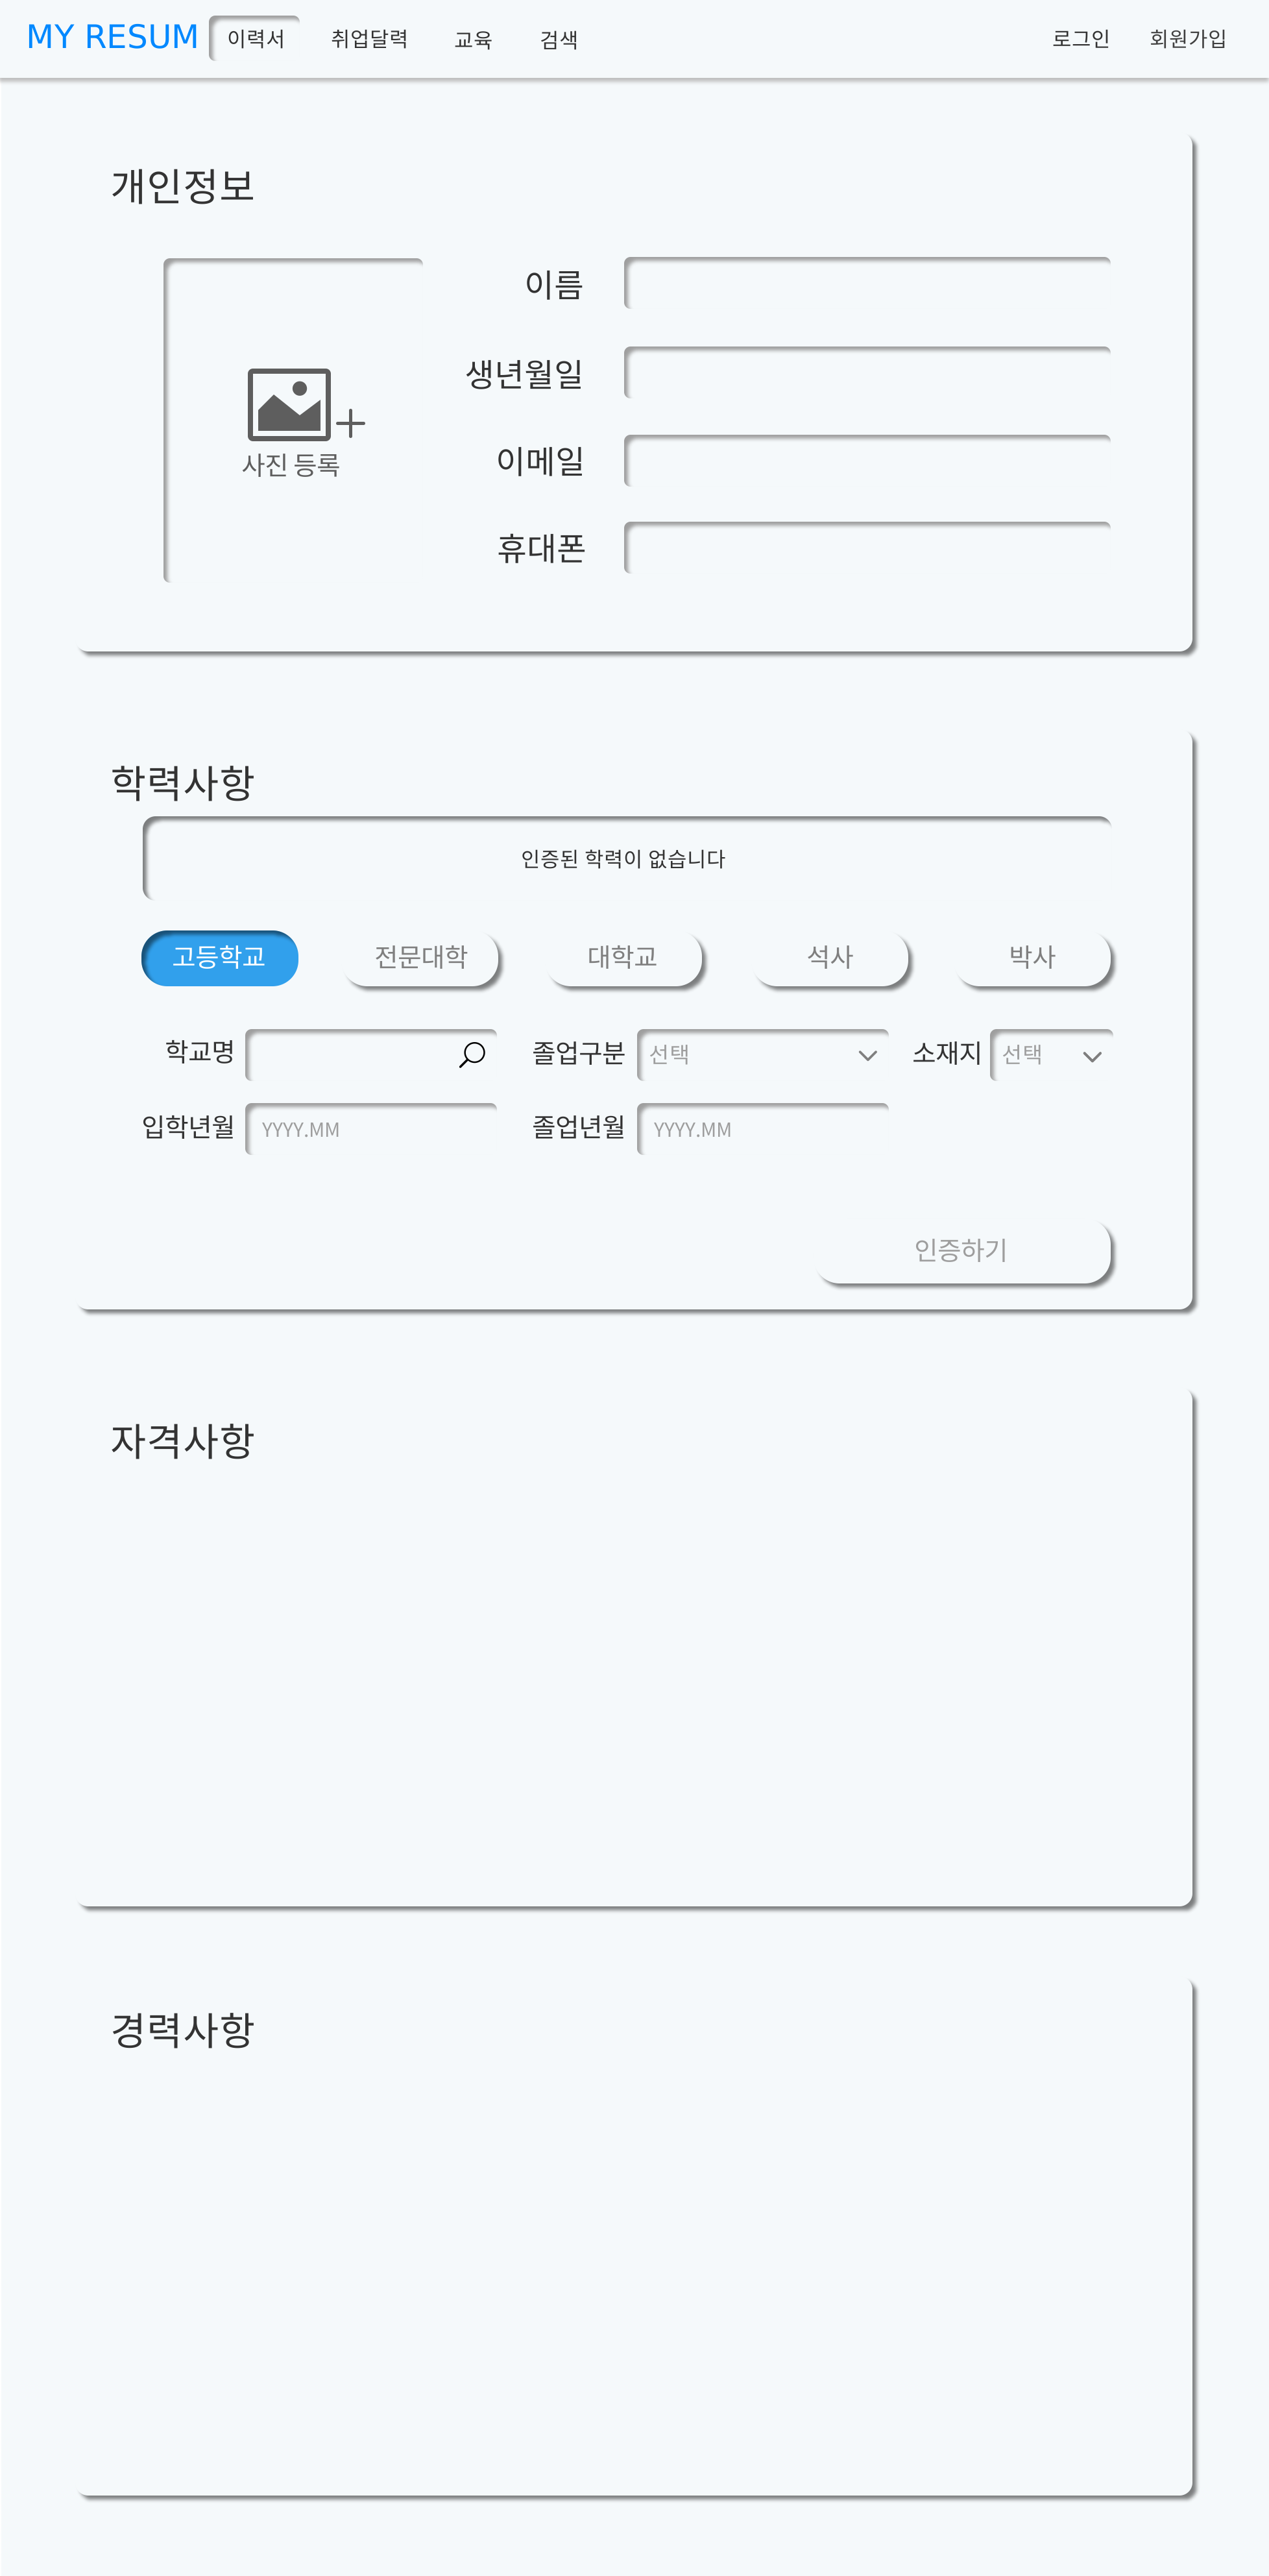 MY RESUM 이력서 취업달력 교육 검색 로그인 회원가입
개인정보
이름
생년월일
이메일
사진 등록
휴대폰
학력사항
인증된 학력이 없습니다
고등학교 전문대학 대학교 석사 박사
학교명 졸업구분 선택 소재지 선택
입학년월 YYYY.MM 졸업년월 YYYY.MM
인증하기
자격사항
경력사항